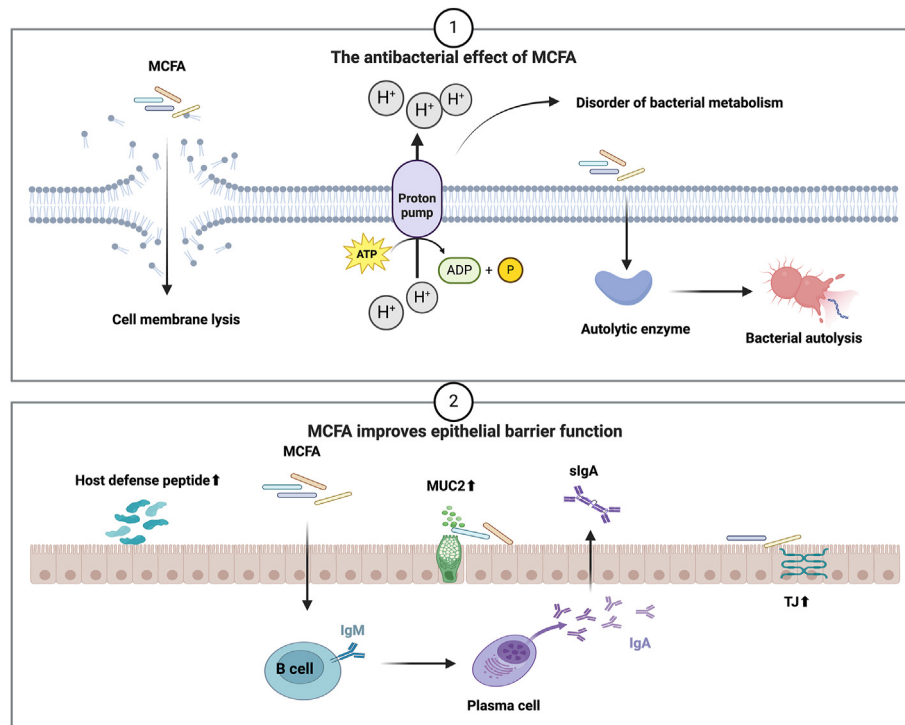 1
The antibacterial effect of MCFA
MCFA
H⁺
H⁺
H⁺
Disorder of bacterial metabolism
Proton
pump
ATP
ADP + P
H⁺
H⁺
Cell membrane lysis
Autolytic enzyme
Bacterial autolysis
2
MCFA improves epithelial barrier function
MCFA
Host defense peptide⬆
MUC2⬆
sIgA
TJ⬆
IgM
B cell
IgA
Plasma cell